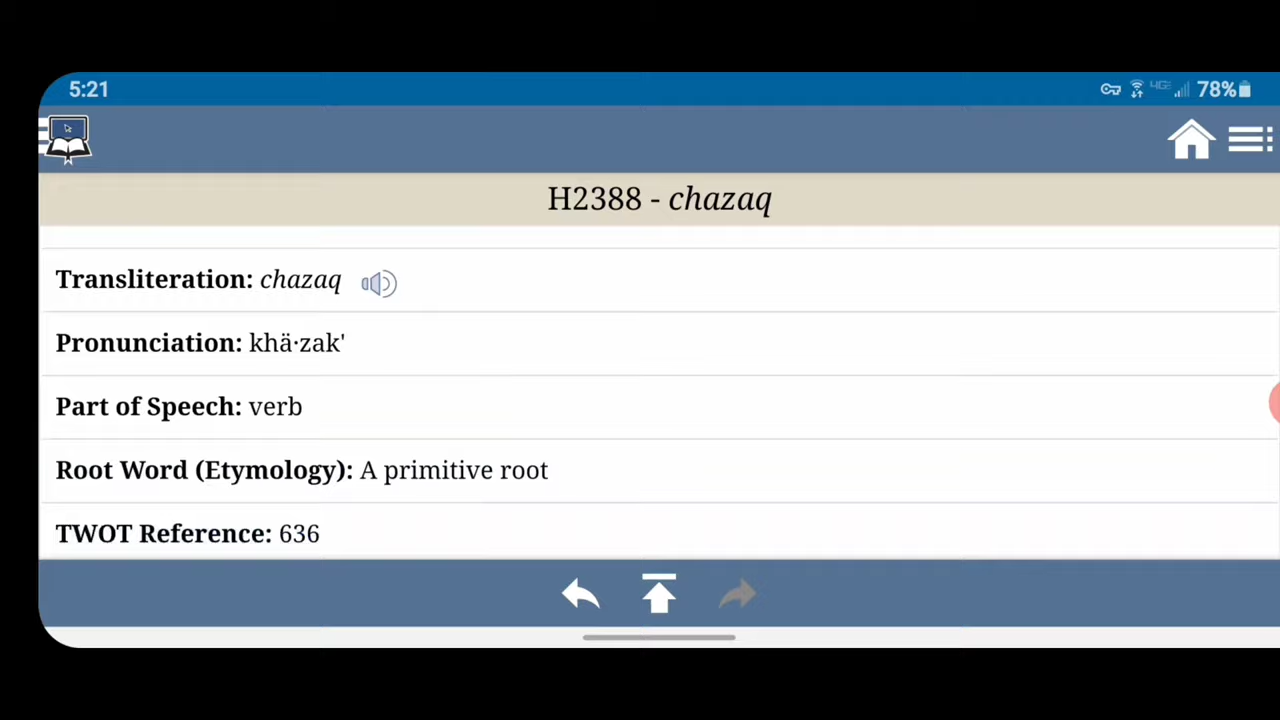 5:21
4GE 78%
H2388 - chazaq
Transliteration: chazaq
Pronunciation: khä·zak'
Part of Speech: verb
Root Word (Etymology): A primitive root
TWOT Reference: 636